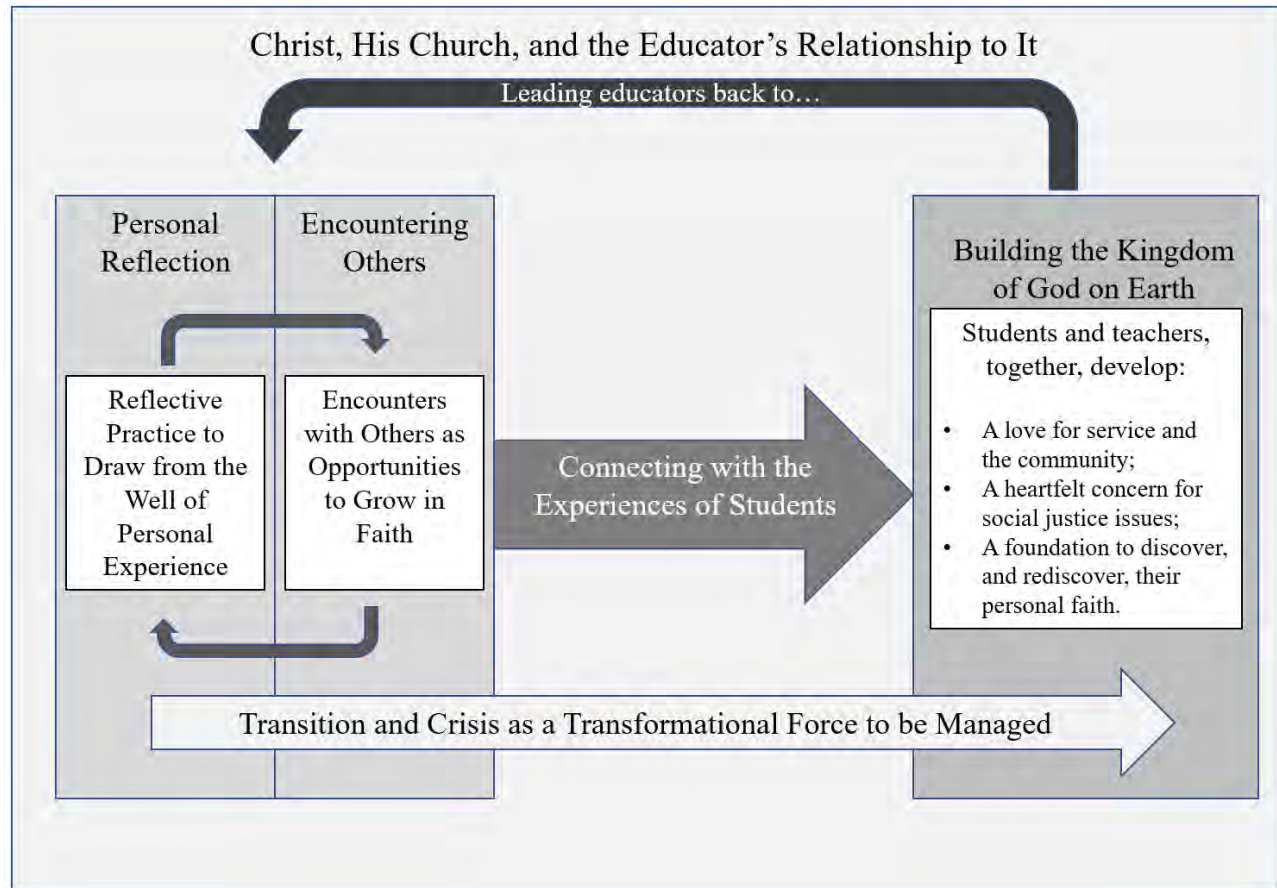 Christ, His Church, and the Educator’s Relationship to It
Leading educators back to…
Personal
Reflection
Encountering
Others
Reflective
Practice to
Draw from the
Well of
Personal
Experience
Encounters
with Others as
Opportunities
to Grow in
Faith
Connecting with the
Experiences of Students
Building the Kingdom
of God on Earth
Students and teachers,
together, develop:
• A love for service and
the community;
• A heartfelt concern for
social justice issues;
• A foundation to discover,
and rediscover, their
personal faith.
Transition and Crisis as a Transformational Force to be Managed